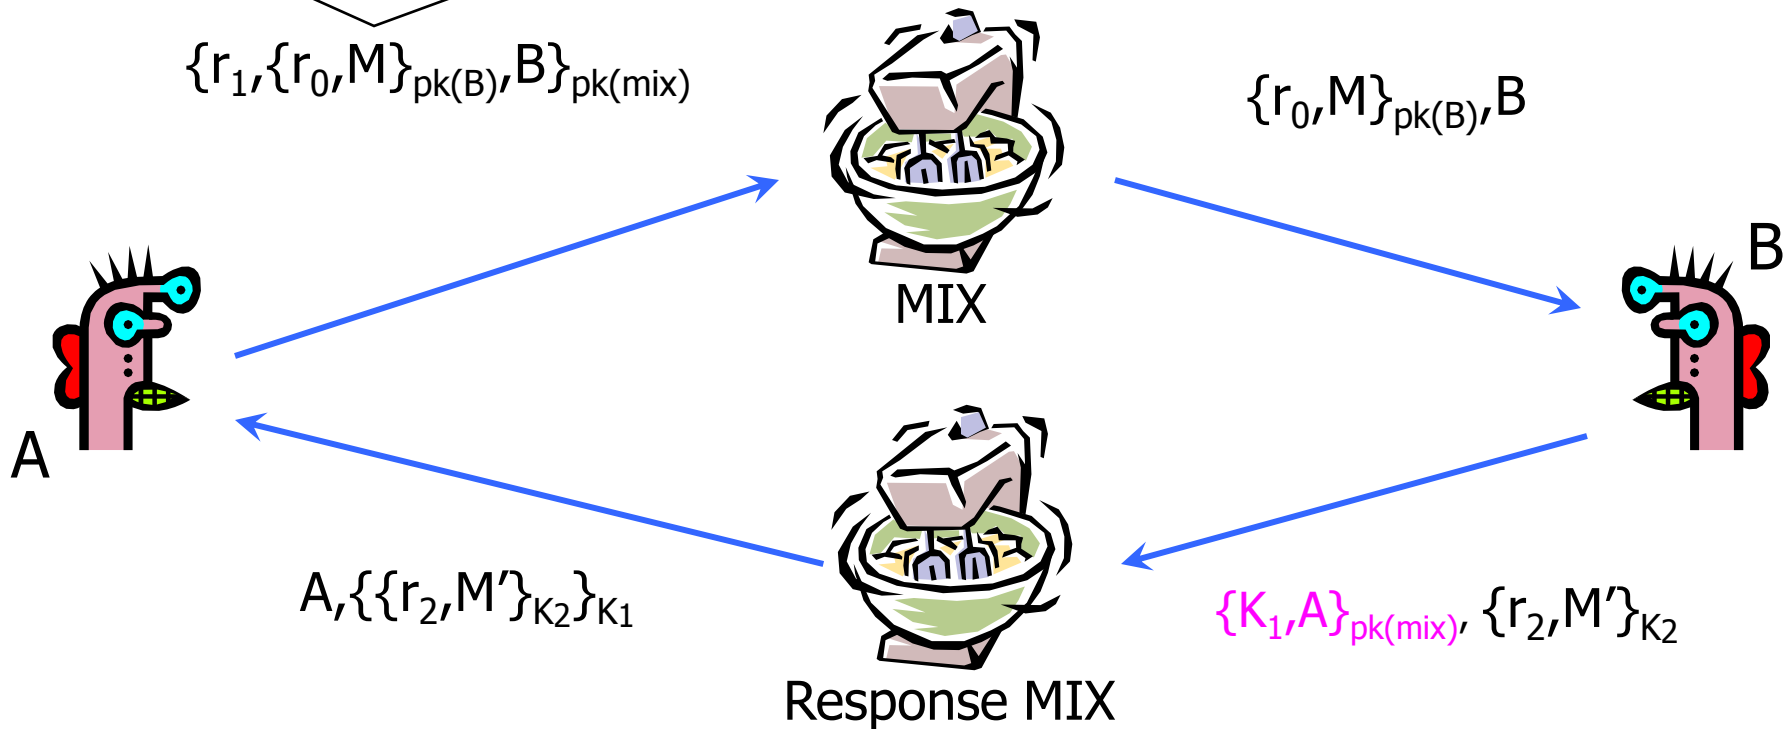 {r₁,{r₀,M}pk(B),B}pk(mix)
{r₀,M}pk(B),B
MIX
B
A
A,{{r₂,M′}K₂}K₁
{K₁,A}pk(mix), {r₂,M′}K₂
Response MIX